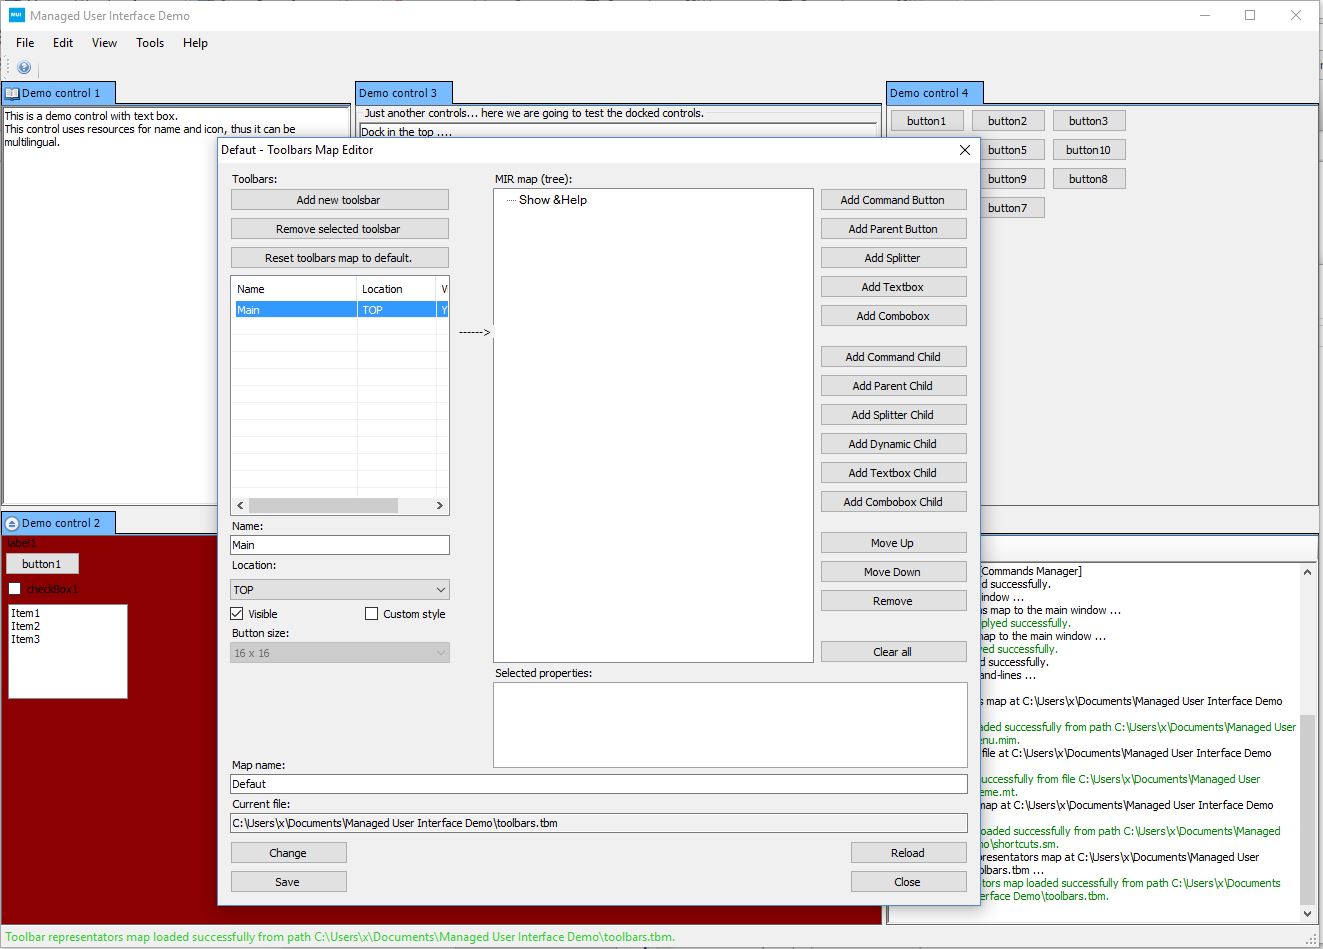 MUI Managed User Interface Demo
File Edit View Tools Help
Demo control 1
This is a demo control with text box.
This control uses resources for name and icon, thus it can be
multilingual.
Demo control 3
Just another controls... here we are going to test the docked controls.
Dock in the top ....
Demo control 4
button1 button2 button3
button5 button10
button9 button8
button7
Defaut - Toolbars Map Editor
Toolbars:
Add new toolsbar
Remove selected toolsbar
Reset toolbars map to default.
Name Location V
Main TOP Y
------>
Name:
Main
Location:
TOP
Visible Custom style
Button size:
16 x 16
MIR map (tree):
Show &Help
Add Command Button
Add Parent Button
Add Splitter
Add Textbox
Add Combobox
Add Command Child
Add Parent Child
Add Splitter Child
Add Dynamic Child
Add Textbox Child
Add Combobox Child
Move Up
Move Down
Remove
Clear all
Selected properties:
Map name:
Defaut
Current file:
C:\Users\x\Documents\Managed User Interface Demo\toolbars.tbm
Change Reload
Save Close
Demo control 2
label1
button1
checkBox1
Item1
Item2
Item3
[Commands Manager]
d successfully.
indow ...
s map to the main window ...
plyed successfully.
map to the main window ...
yed successfully.
d successfully.
and-lines ...
s map at C:\Users\x\Documents\Managed User Interface Demo
aded successfully from path C:\Users\x\Documents\Managed User
enu.mim.
file at C:\Users\x\Documents\Managed User Interface Demo
uccessfully from file C:\Users\x\Documents\Managed User
eme.mt.
map at C:\Users\x\Documents\Managed User Interface Demo
oaded successfully from path C:\Users\x\Documents\Managed
mo\shortcuts.sm.
resentators map at C:\Users\x\Documents\Managed User
olbars.tbm ...
tors map loaded successfully from path C:\Users\x\Documents
erface Demo\toolbars.tbm.
Toolbar representators map loaded successfully from path C:\Users\x\Documents\Managed User Interface Demo\toolbars.tbm.